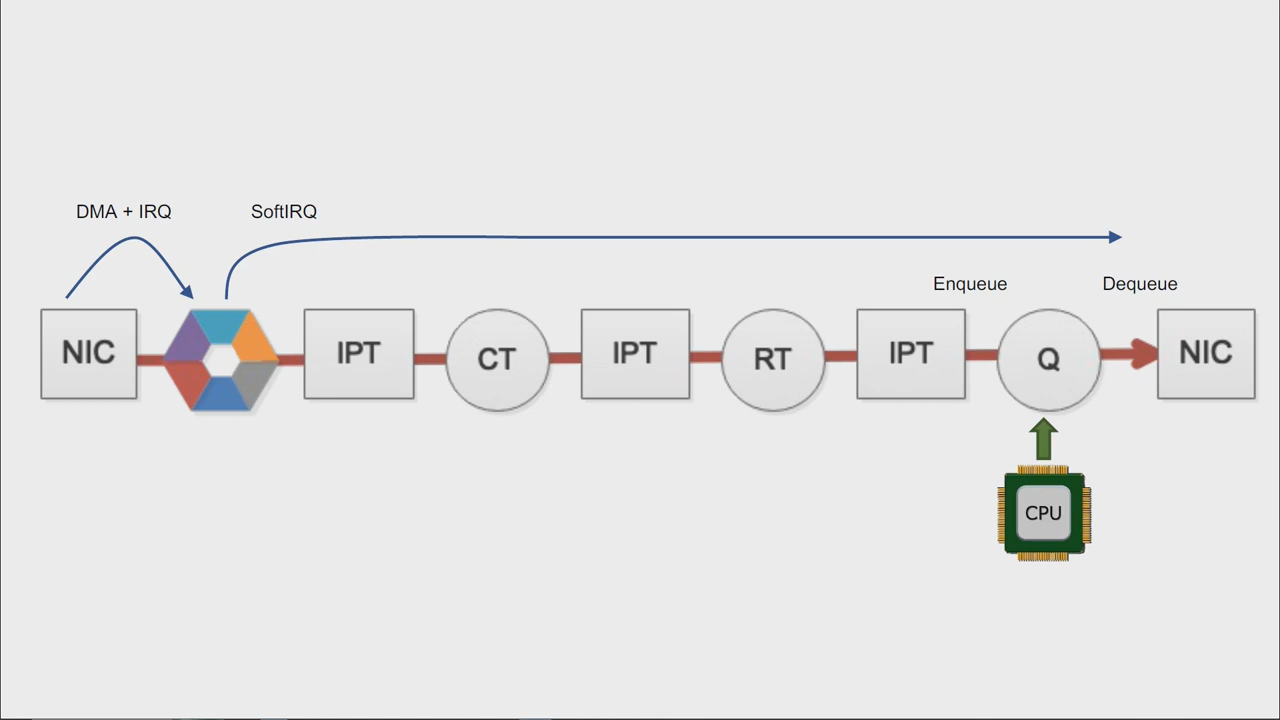 DMA + IRQ
SoftIRQ
Enqueue
Dequeue
NIC
IPT
CT
IPT
RT
IPT
Q
NIC
CPU